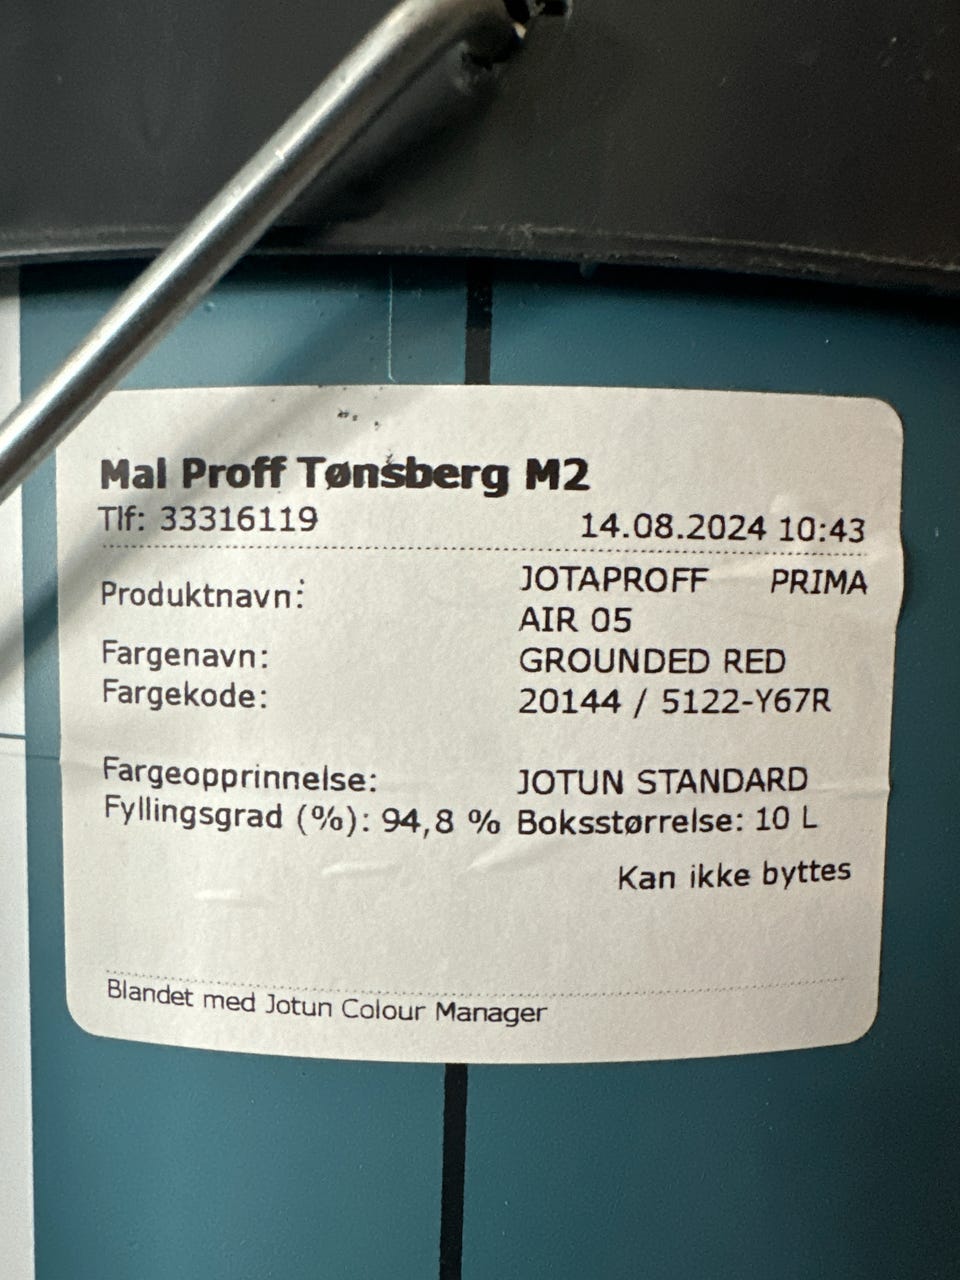 Mal Proff Tønsberg M2
Tlf: 33316119 14.08.2024 10:43
Produktnavn: JOTAPROFF PRIMA
AIR 05
Fargenavn: GROUNDED RED
Fargekode: 20144 / 5122-Y67R
Fargeopprinnelse: JOTUN STANDARD
Fyllingsgrad (%): 94,8 % Boksstørrelse: 10 L
Kan ikke byttes
Blandet med Jotun Colour Manager